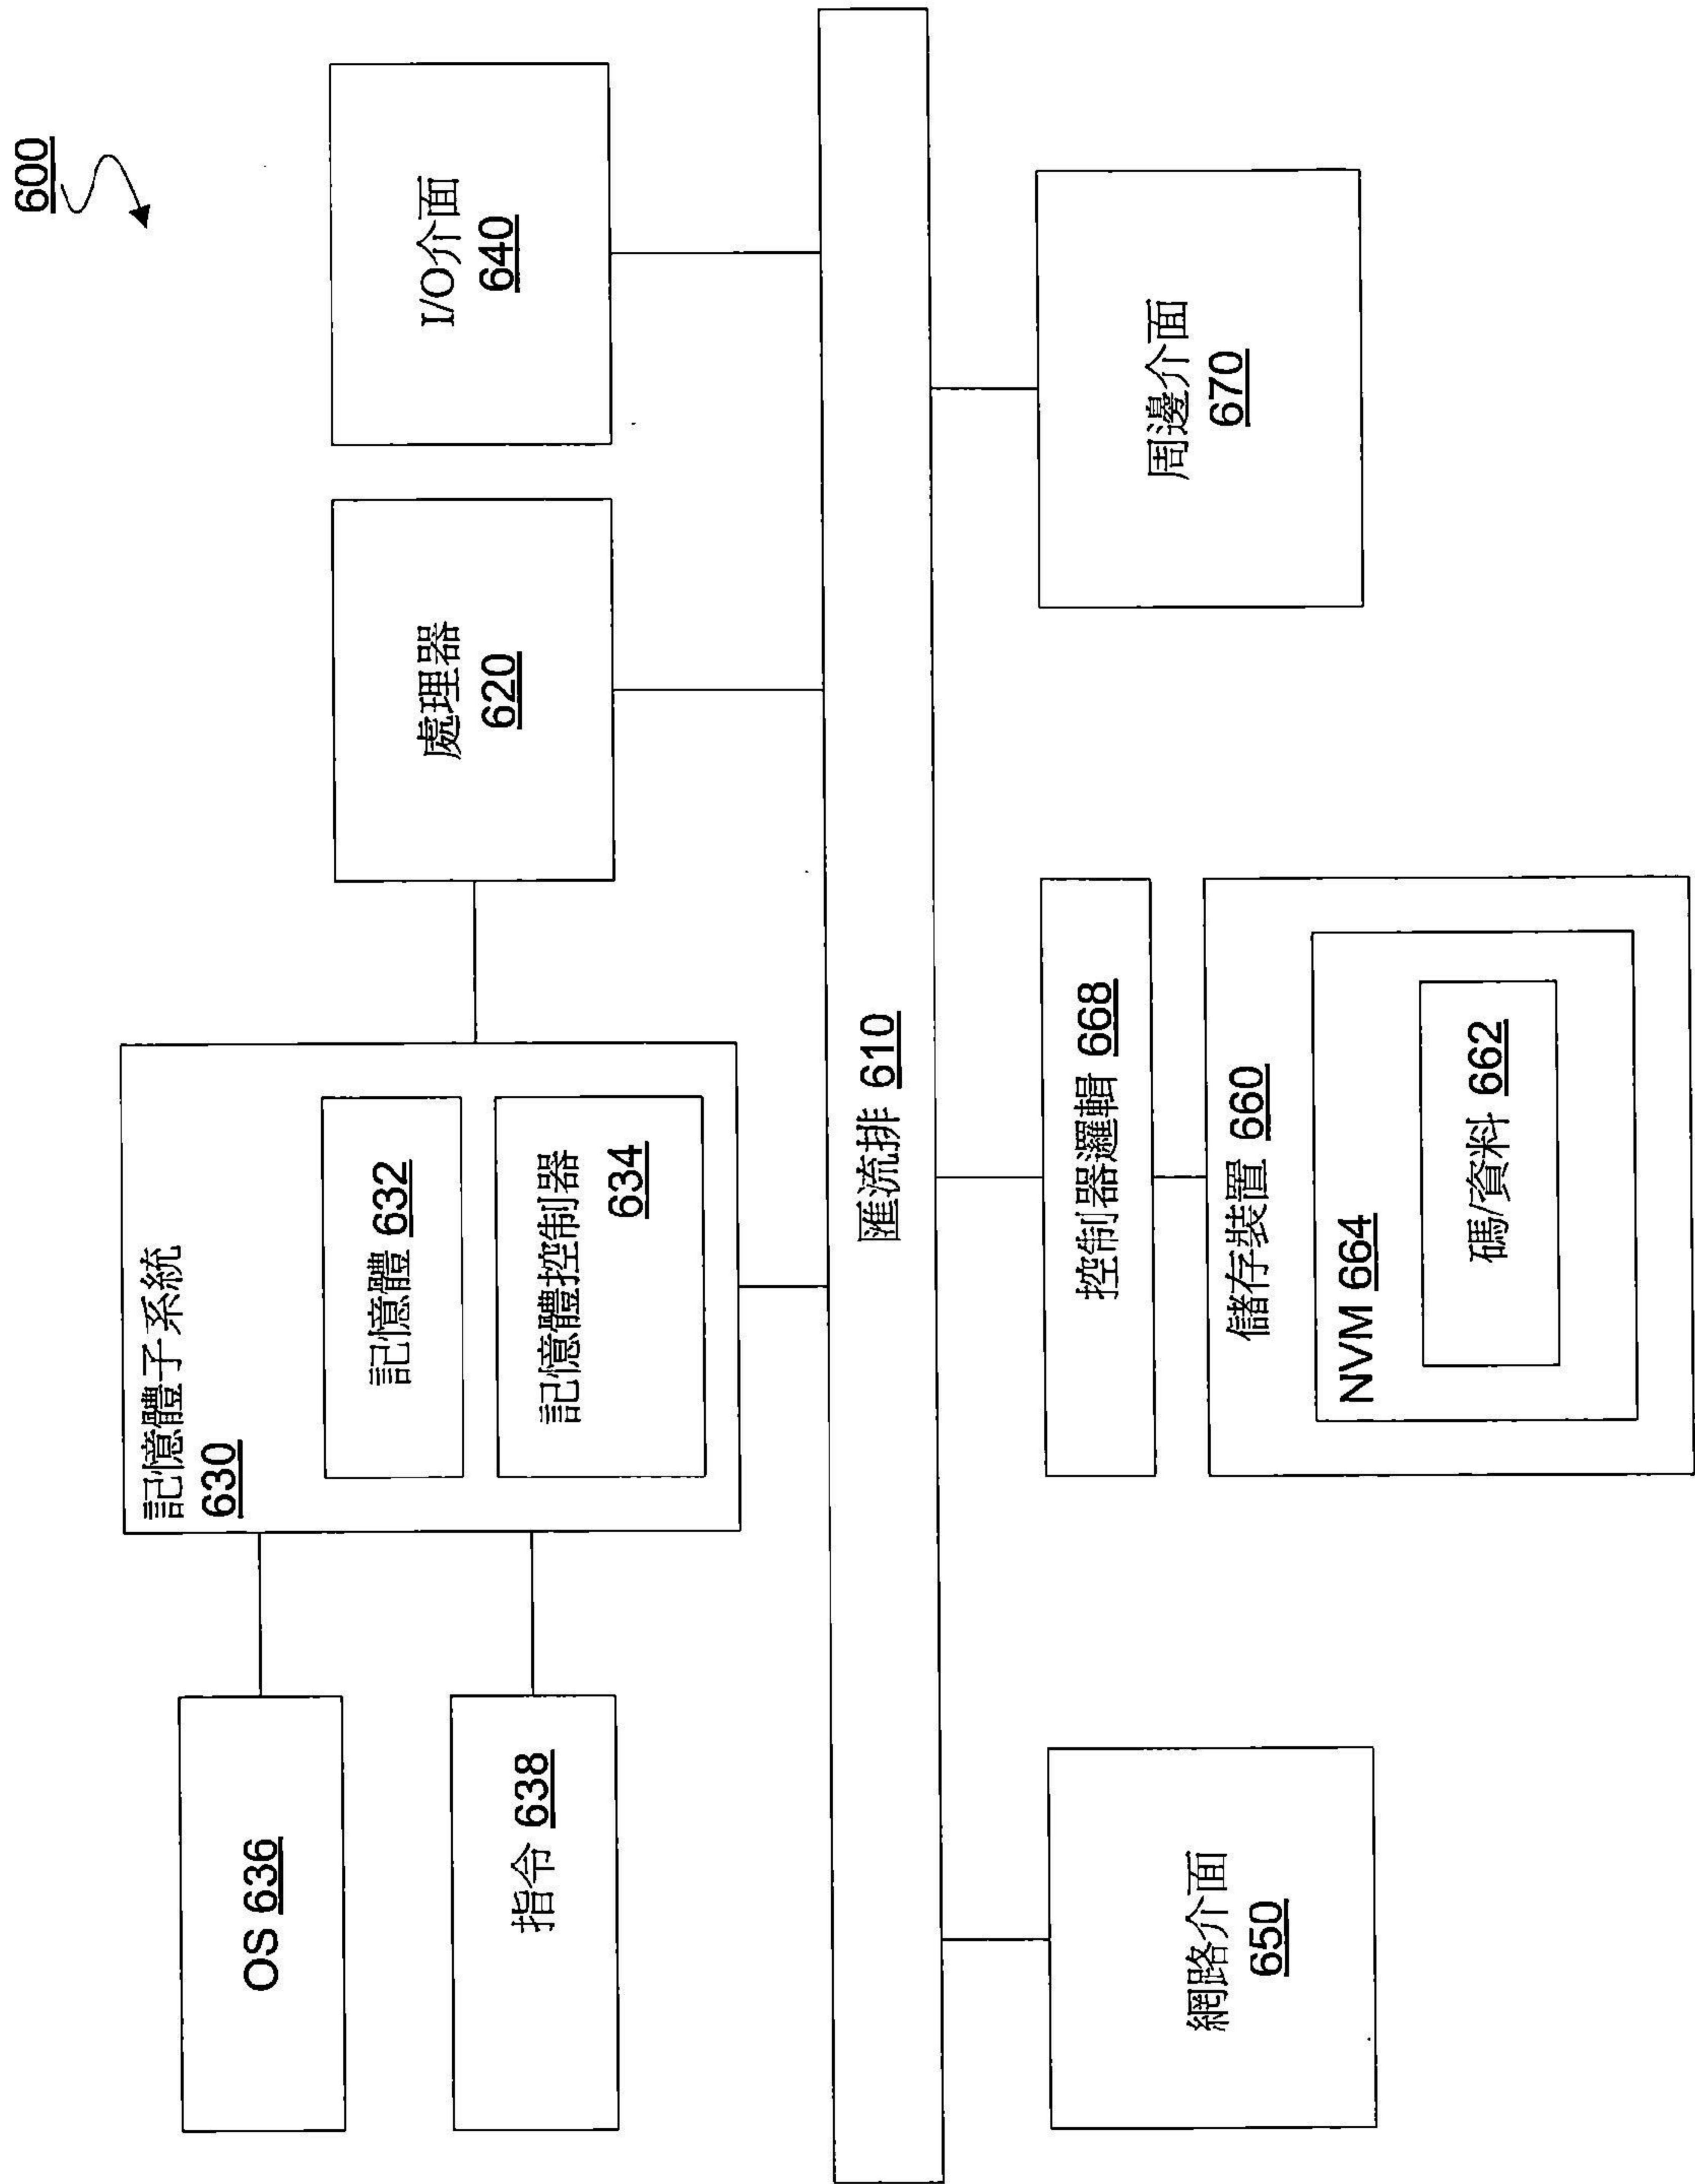 600
OS 636
指令 638
記憶體子系統
630
記憶體 632
記憶體控制器
634
處理器
620
I/O介面
640
匯流排 610
網路介面
650
控制器邏輯 668
儲存裝置 660
NVM 664
碼/資料 662
周邊介面
670